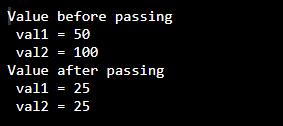 Value before passing
 val1 = 50
 val2 = 100
Value after passing
 val1 = 25
 val2 = 25